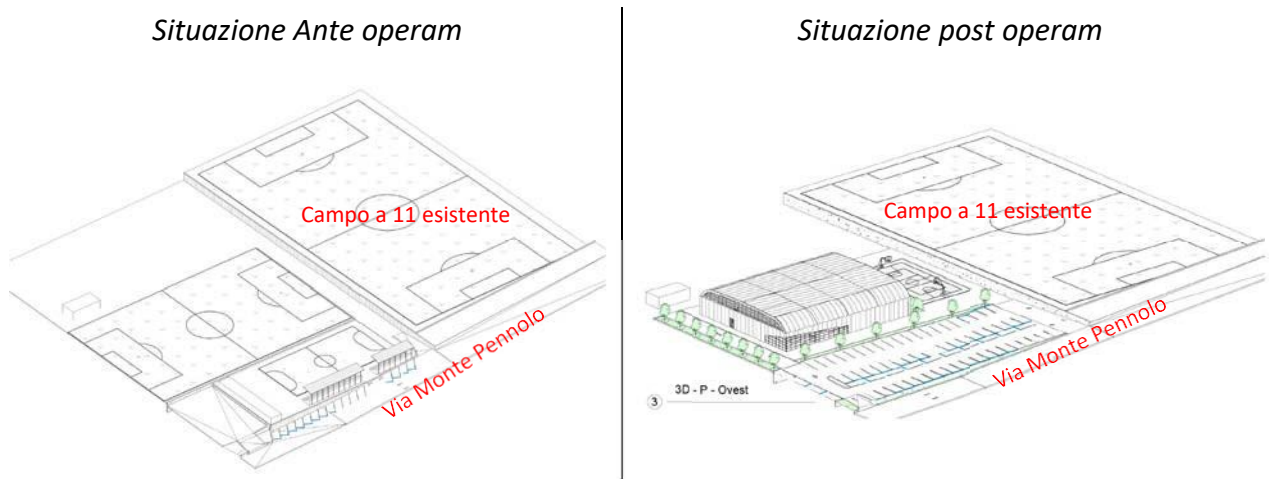 Situazione Ante operam
Campo a 11 esistente
Via Monte Pennolo
Situazione post operam
Campo a 11 esistente
Via Monte Pennolo
3D - P - Ovest
3